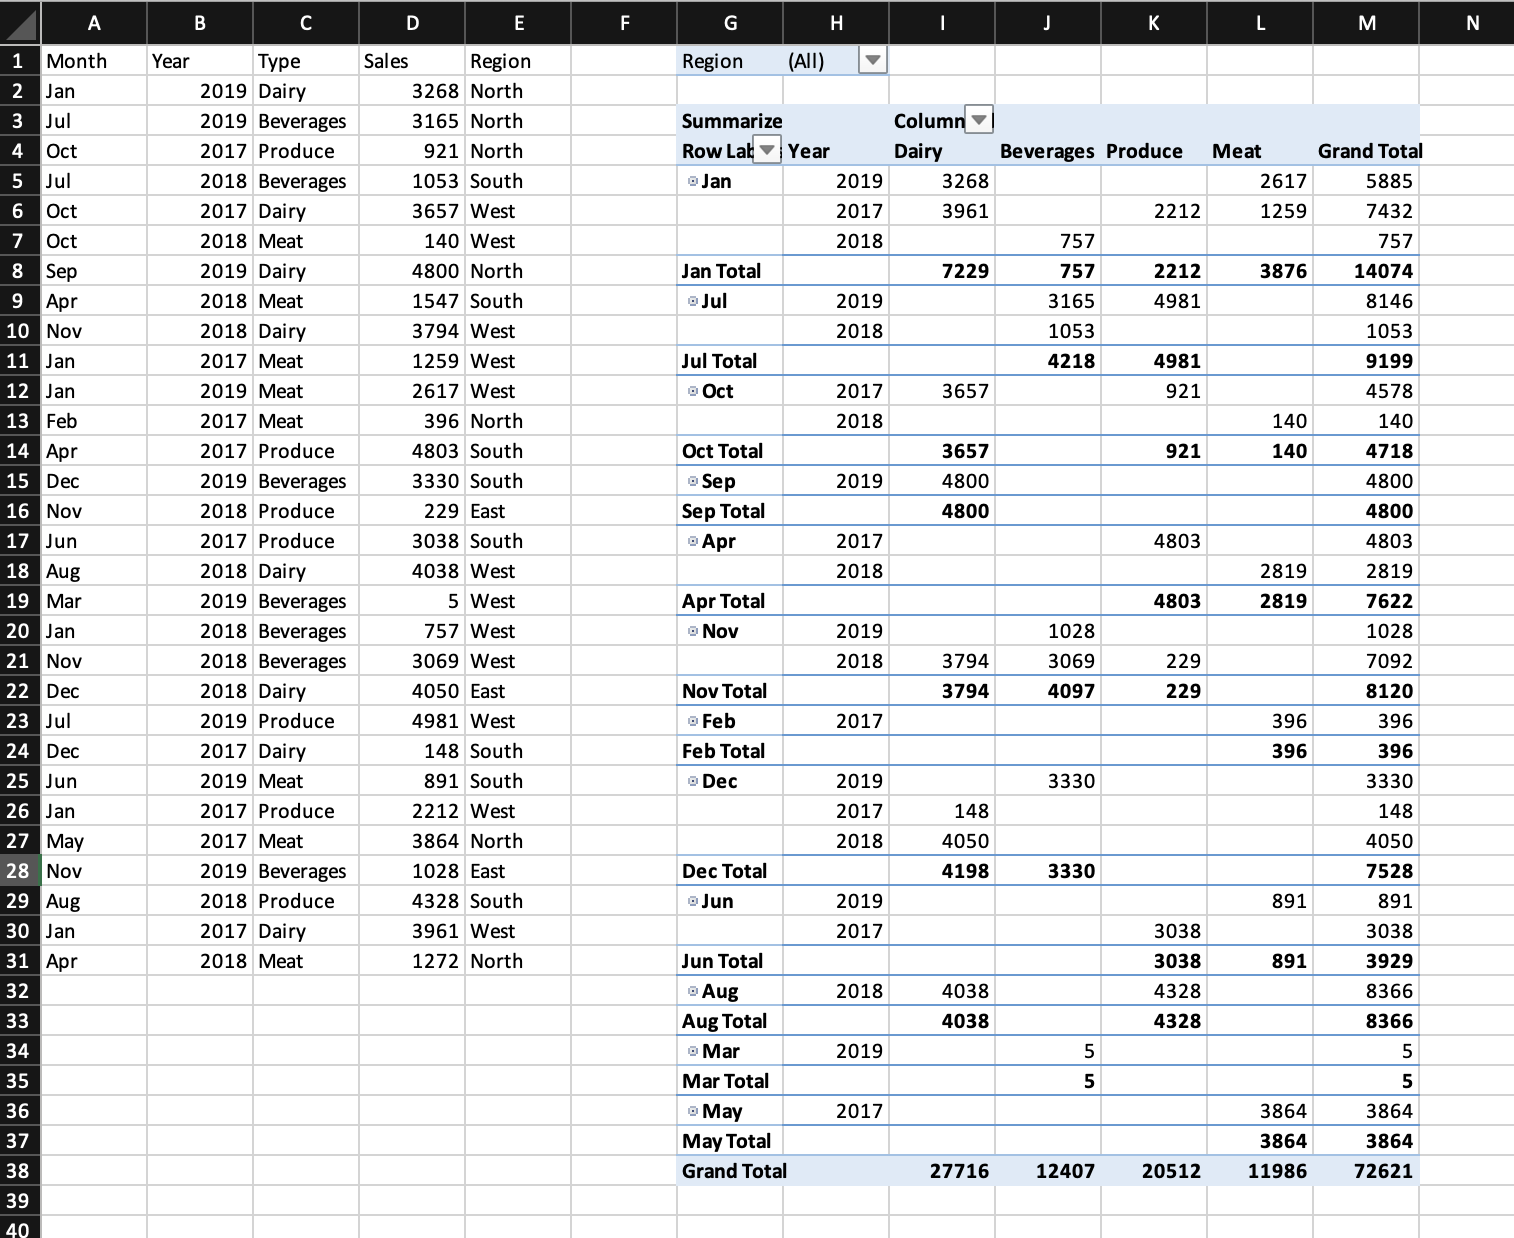 A B C D E F G H I J K L M N
1 Month Year Type Sales Region Region (All)
2 Jan 2019 Dairy 3268 North
3 Jul 2019 Beverages 3165 North Summarize Column
4 Oct 2017 Produce 921 North Row Lab Year Dairy Beverages Produce Meat Grand Total
5 Jul 2018 Beverages 1053 South Jan 2019 3268 2617 5885
6 Oct 2017 Dairy 3657 West 2017 3961 2212 1259 7432
7 Oct 2018 Meat 140 West 2018 757 757
8 Sep 2019 Dairy 4800 North Jan Total 7229 757 2212 3876 14074
9 Apr 2018 Meat 1547 South Jul 2019 3165 4981 8146
10 Nov 2018 Dairy 3794 West 2018 1053 1053
11 Jan 2017 Meat 1259 West Jul Total 4218 4981 9199
12 Jan 2019 Meat 2617 West Oct 2017 3657 921 4578
13 Feb 2017 Meat 396 North 2018 140 140
14 Apr 2017 Produce 4803 South Oct Total 3657 921 140 4718
15 Dec 2019 Beverages 3330 South Sep 2019 4800 4800
16 Nov 2018 Produce 229 East Sep Total 4800 4800
17 Jun 2017 Produce 3038 South Apr 2017 4803 4803
18 Aug 2018 Dairy 4038 West 2018 2819 2819
19 Mar 2019 Beverages 5 West Apr Total 4803 2819 7622
20 Jan 2018 Beverages 757 West Nov 2019 1028 1028
21 Nov 2018 Beverages 3069 West 2018 3794 3069 229 7092
22 Dec 2018 Dairy 4050 East Nov Total 3794 4097 229 8120
23 Jul 2019 Produce 4981 West Feb 2017 396 396
24 Dec 2017 Dairy 148 South Feb Total 396 396
25 Jun 2019 Meat 891 South Dec 2019 3330 3330
26 Jan 2017 Produce 2212 West 2017 148 148
27 May 2017 Meat 3864 North 2018 4050 4050
28 Nov 2019 Beverages 1028 East Dec Total 4198 3330 7528
29 Aug 2018 Produce 4328 South Jun 2019 891 891
30 Jan 2017 Dairy 3961 West 2017 3038 3038
31 Apr 2018 Meat 1272 North Jun Total 3038 891 3929
32 Aug 2018 4038 4328 8366
33 Aug Total 4038 4328 8366
34 Mar 2019 5 5
35 Mar Total 5 5
36 May 2017 3864 3864
37 May Total 3864 3864
38 Grand Total 27716 12407 20512 11986 72621
39
40